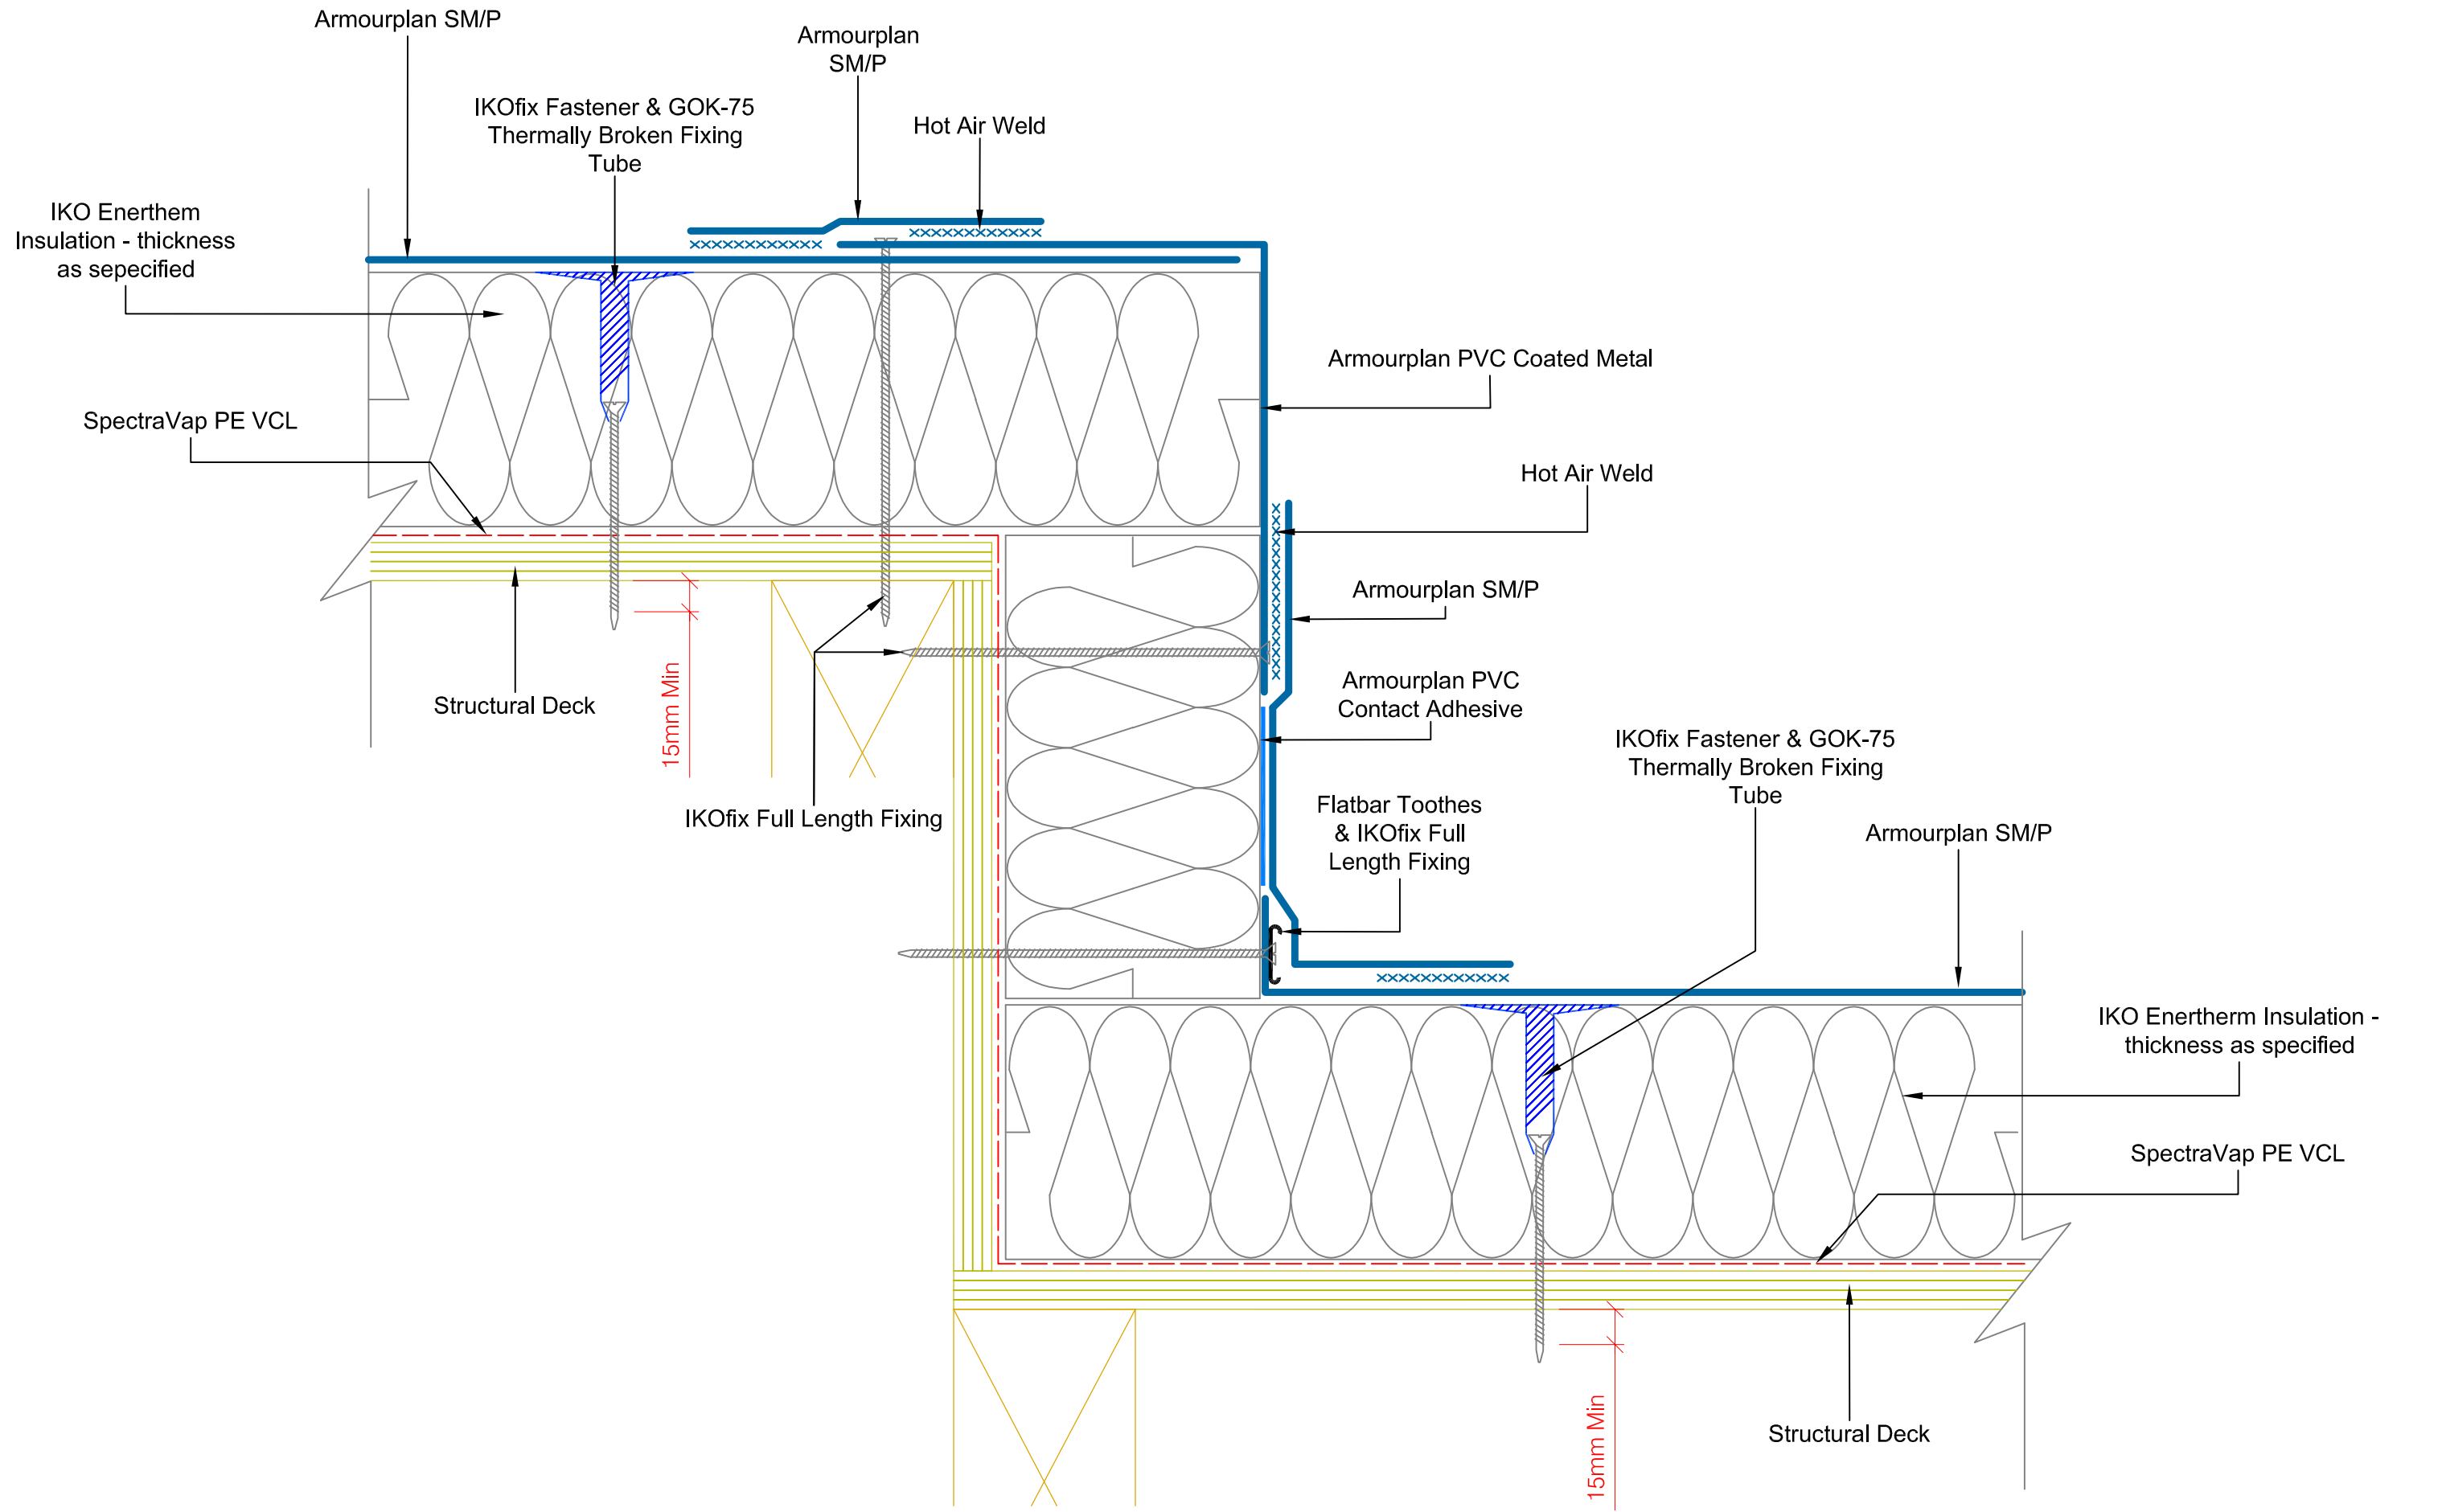 Armourplan SM/P
Armourplan
SM/P
IKOfix Fastener & GOK-75
Thermally Broken Fixing
Tube
Hot Air Weld
IKO Enerthem
Insulation - thickness
as sepecified
Armourplan PVC Coated Metal
SpectraVap PE VCL
Hot Air Weld
Armourplan SM/P
15mm Min
Structural Deck
Armourplan PVC
Contact Adhesive
IKOfix Fastener & GOK-75
Thermally Broken Fixing
Tube
IKOfix Full Length Fixing
Flatbar Toothes
& IKOfix Full
Length Fixing
Armourplan SM/P
IKO Enertherm Insulation -
thickness as specified
SpectraVap PE VCL
Structural Deck
15mm Min